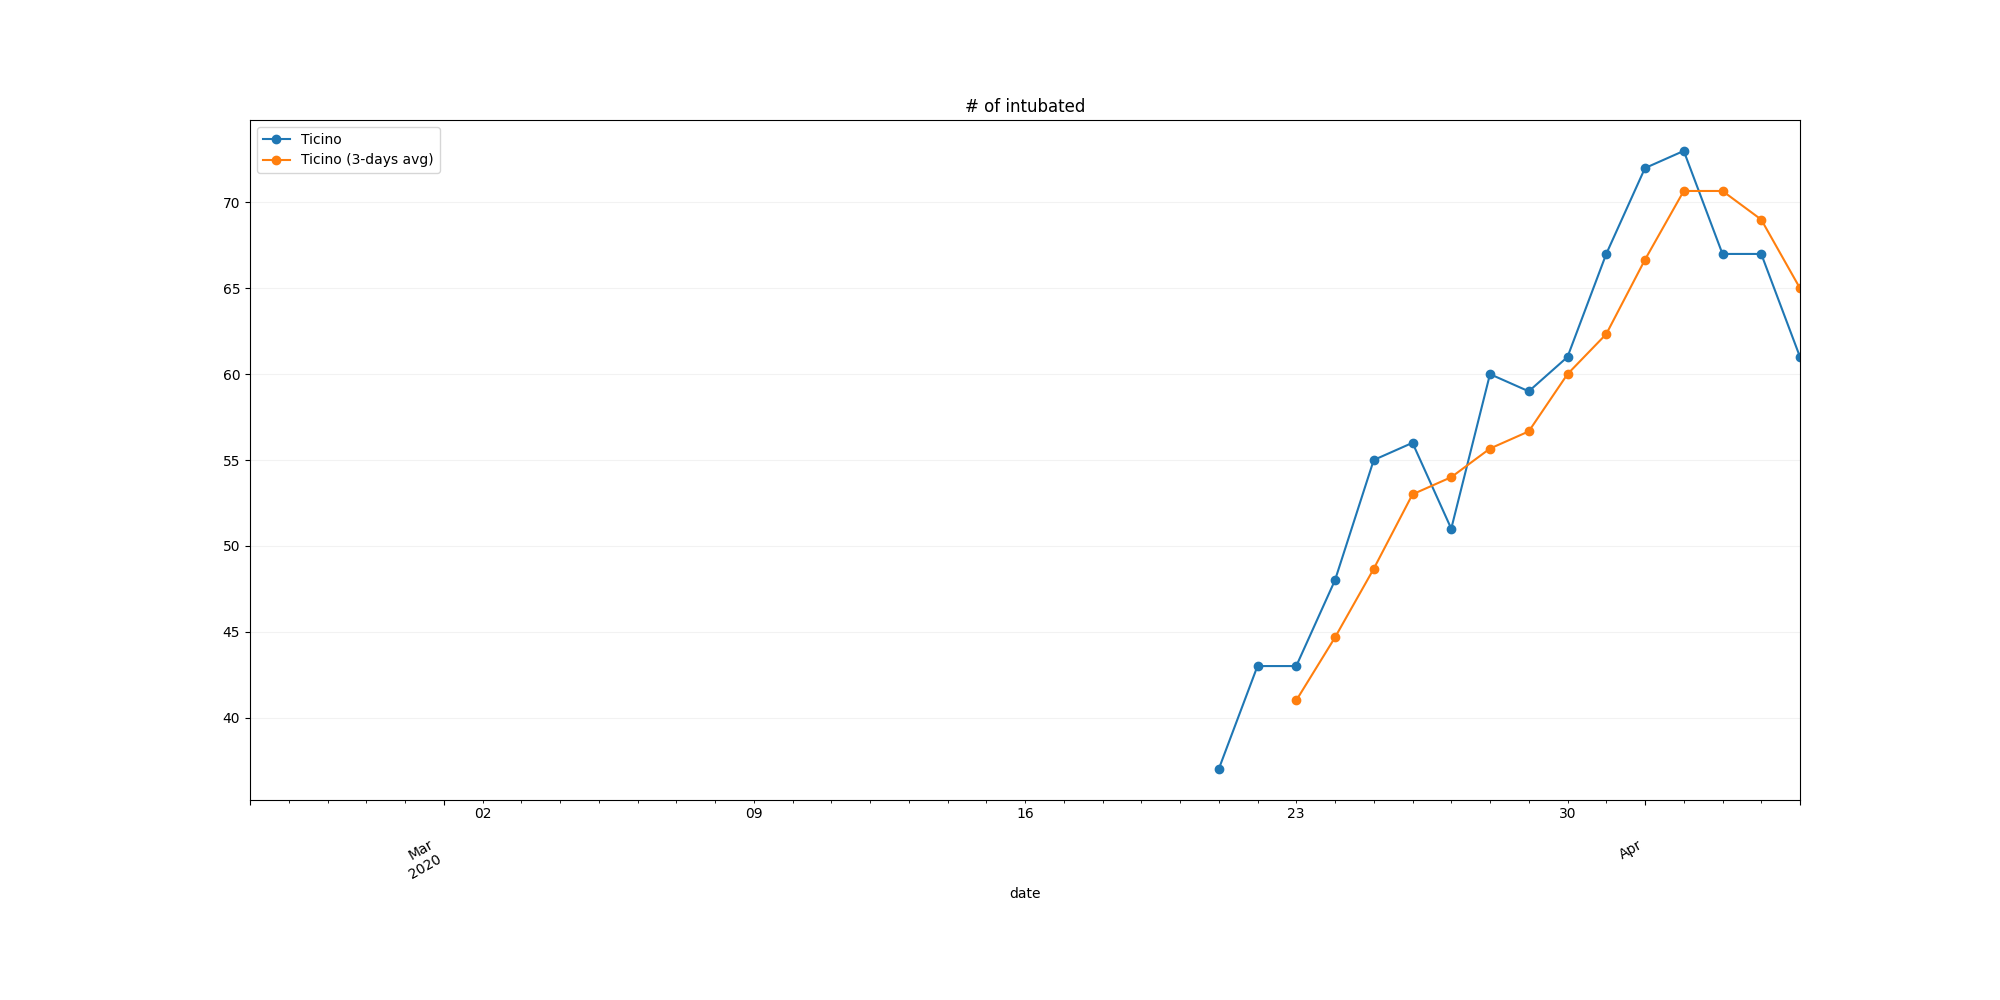 # of intubated
Ticino
Ticino (3-days avg)
70
65
60
55
50
45
40
02
09
16
23
30
Mar
2020
Apr
date